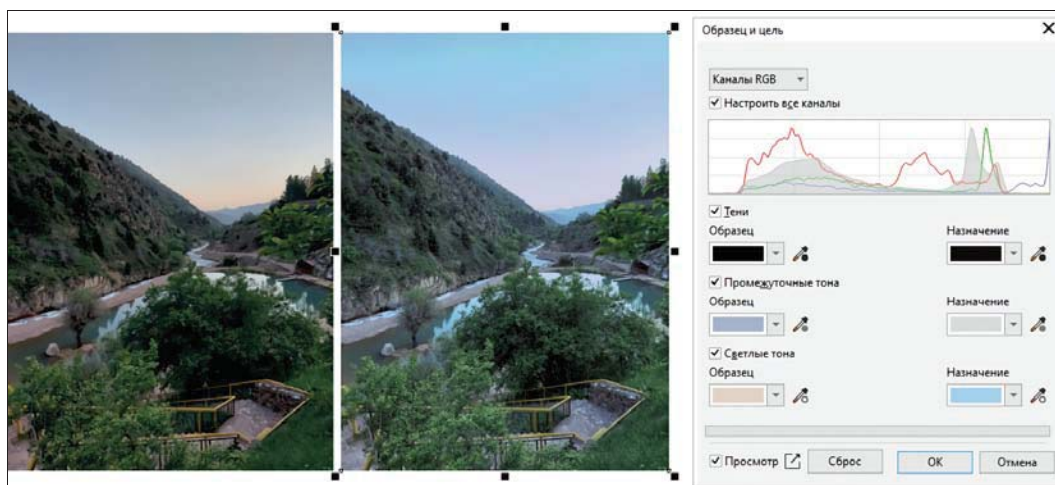 Образец и цель
Каналы RGB
Настроить все каналы
Тени
Образец Назначение
Промежуточные тона
Образец Назначение
Светлые тона
Образец Назначение
Просмотр Сброс OK Отмена